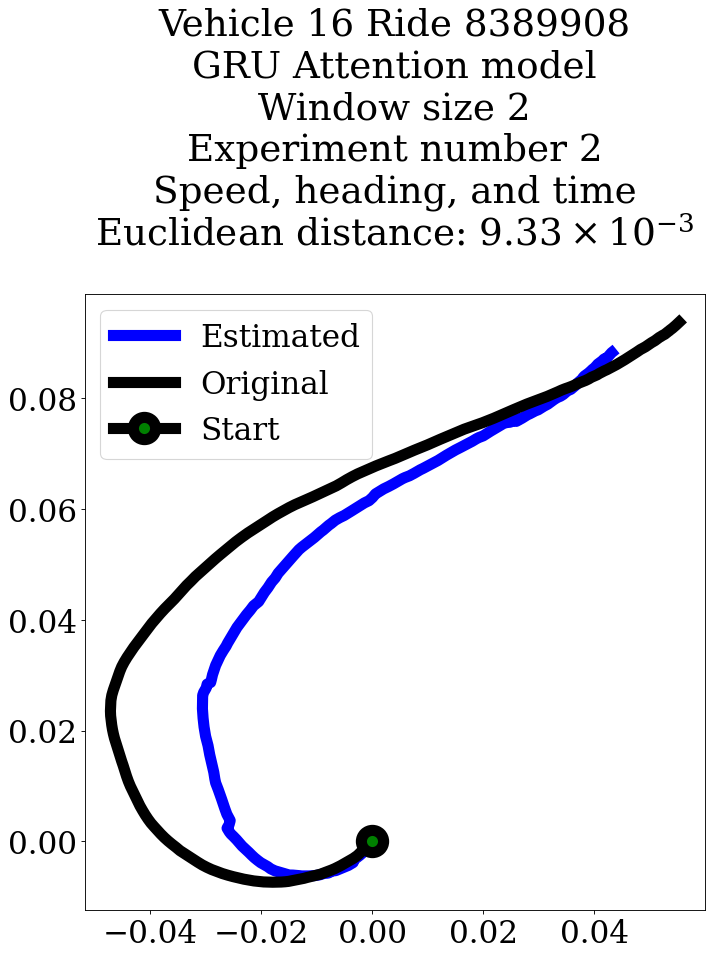 Vehicle 16 Ride 8389908
GRU Attention model
Window size 2
Experiment number 2
Speed, heading, and time
Euclidean distance: 9.33 × 10⁻³
Estimated
Original
Start
0.08
0.06
0.04
0.02
0.00
−0.04 −0.02 0.00 0.02 0.04